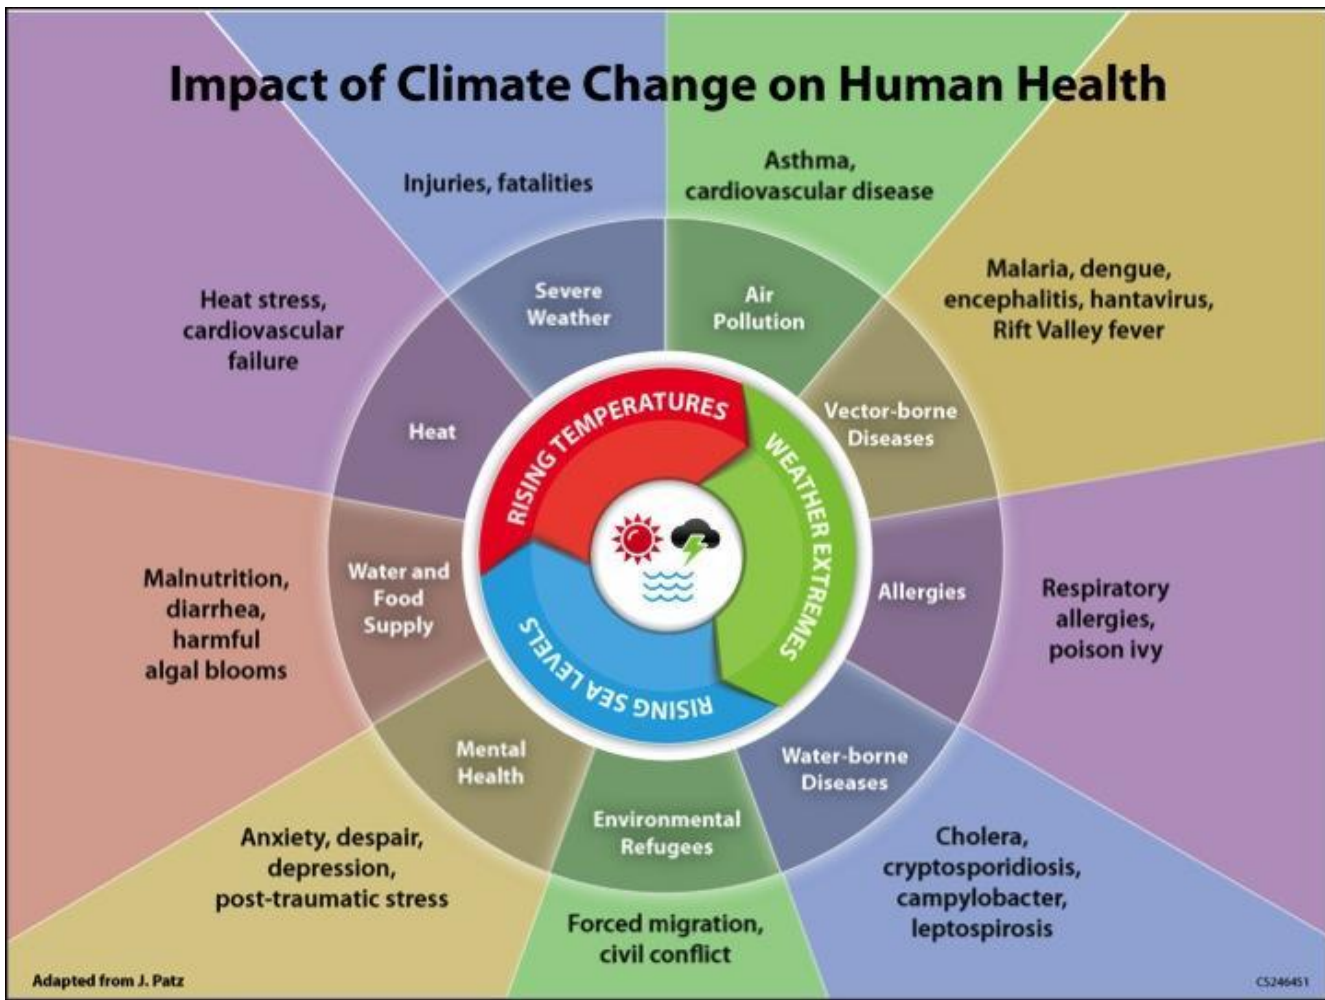 Impact of Climate Change on Human Health
Injuries, fatalities
Asthma,
cardiovascular disease
Malaria, dengue,
encephalitis, hantavirus,
Rift Valley fever
Respiratory
allergies,
poison ivy
Cholera,
cryptosporidiosis,
campylobacter,
leptospirosis
Forced migration,
civil conflict
Anxiety, despair,
depression,
post-traumatic stress
Malnutrition,
diarrhea,
harmful
algal blooms
Heat stress,
cardiovascular
failure
Severe
Weather
Air
Pollution
Vector-borne
Diseases
Allergies
Water-borne
Diseases
Environmental
Refugees
Mental
Health
Water and
Food
Supply
Heat
RISING TEMPERATURES
WEATHER EXTREMES
RISING SEA LEVELS
Adapted from J. Patz
CS246451